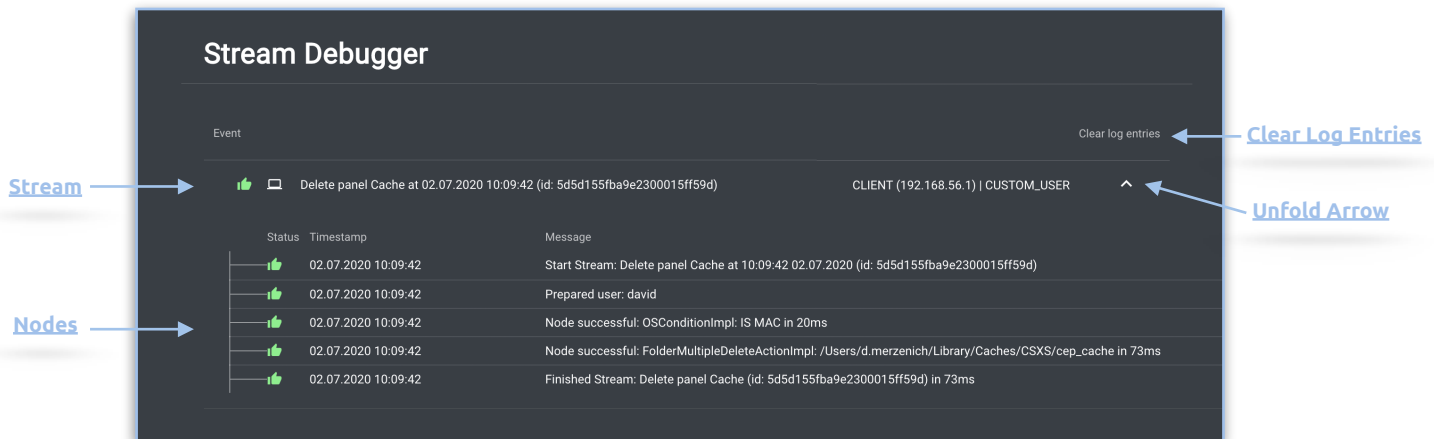 Stream Debugger
Event Clear log entries
Clear Log Entries
Stream
Delete panel Cache at 02.07.2020 10:09:42 (id: 5d5d155fba9e2300015ff59d) CLIENT (192.168.56.1) | CUSTOM_USER
Unfold Arrow
Status Timestamp Message
02.07.2020 10:09:42 Start Stream: Delete panel Cache at 10:09:42 02.07.2020 (id: 5d5d155fba9e2300015ff59d)
02.07.2020 10:09:42 Prepared user: david
Nodes
02.07.2020 10:09:42 Node successful: OSConditionImpl: IS MAC in 20ms
02.07.2020 10:09:42 Node successful: FolderMultipleDeleteActionImpl: /Users/d.merzenich/Library/Caches/CSXS/cep_cache in 73ms
02.07.2020 10:09:42 Finished Stream: Delete panel Cache (id: 5d5d155fba9e2300015ff59d) in 73ms